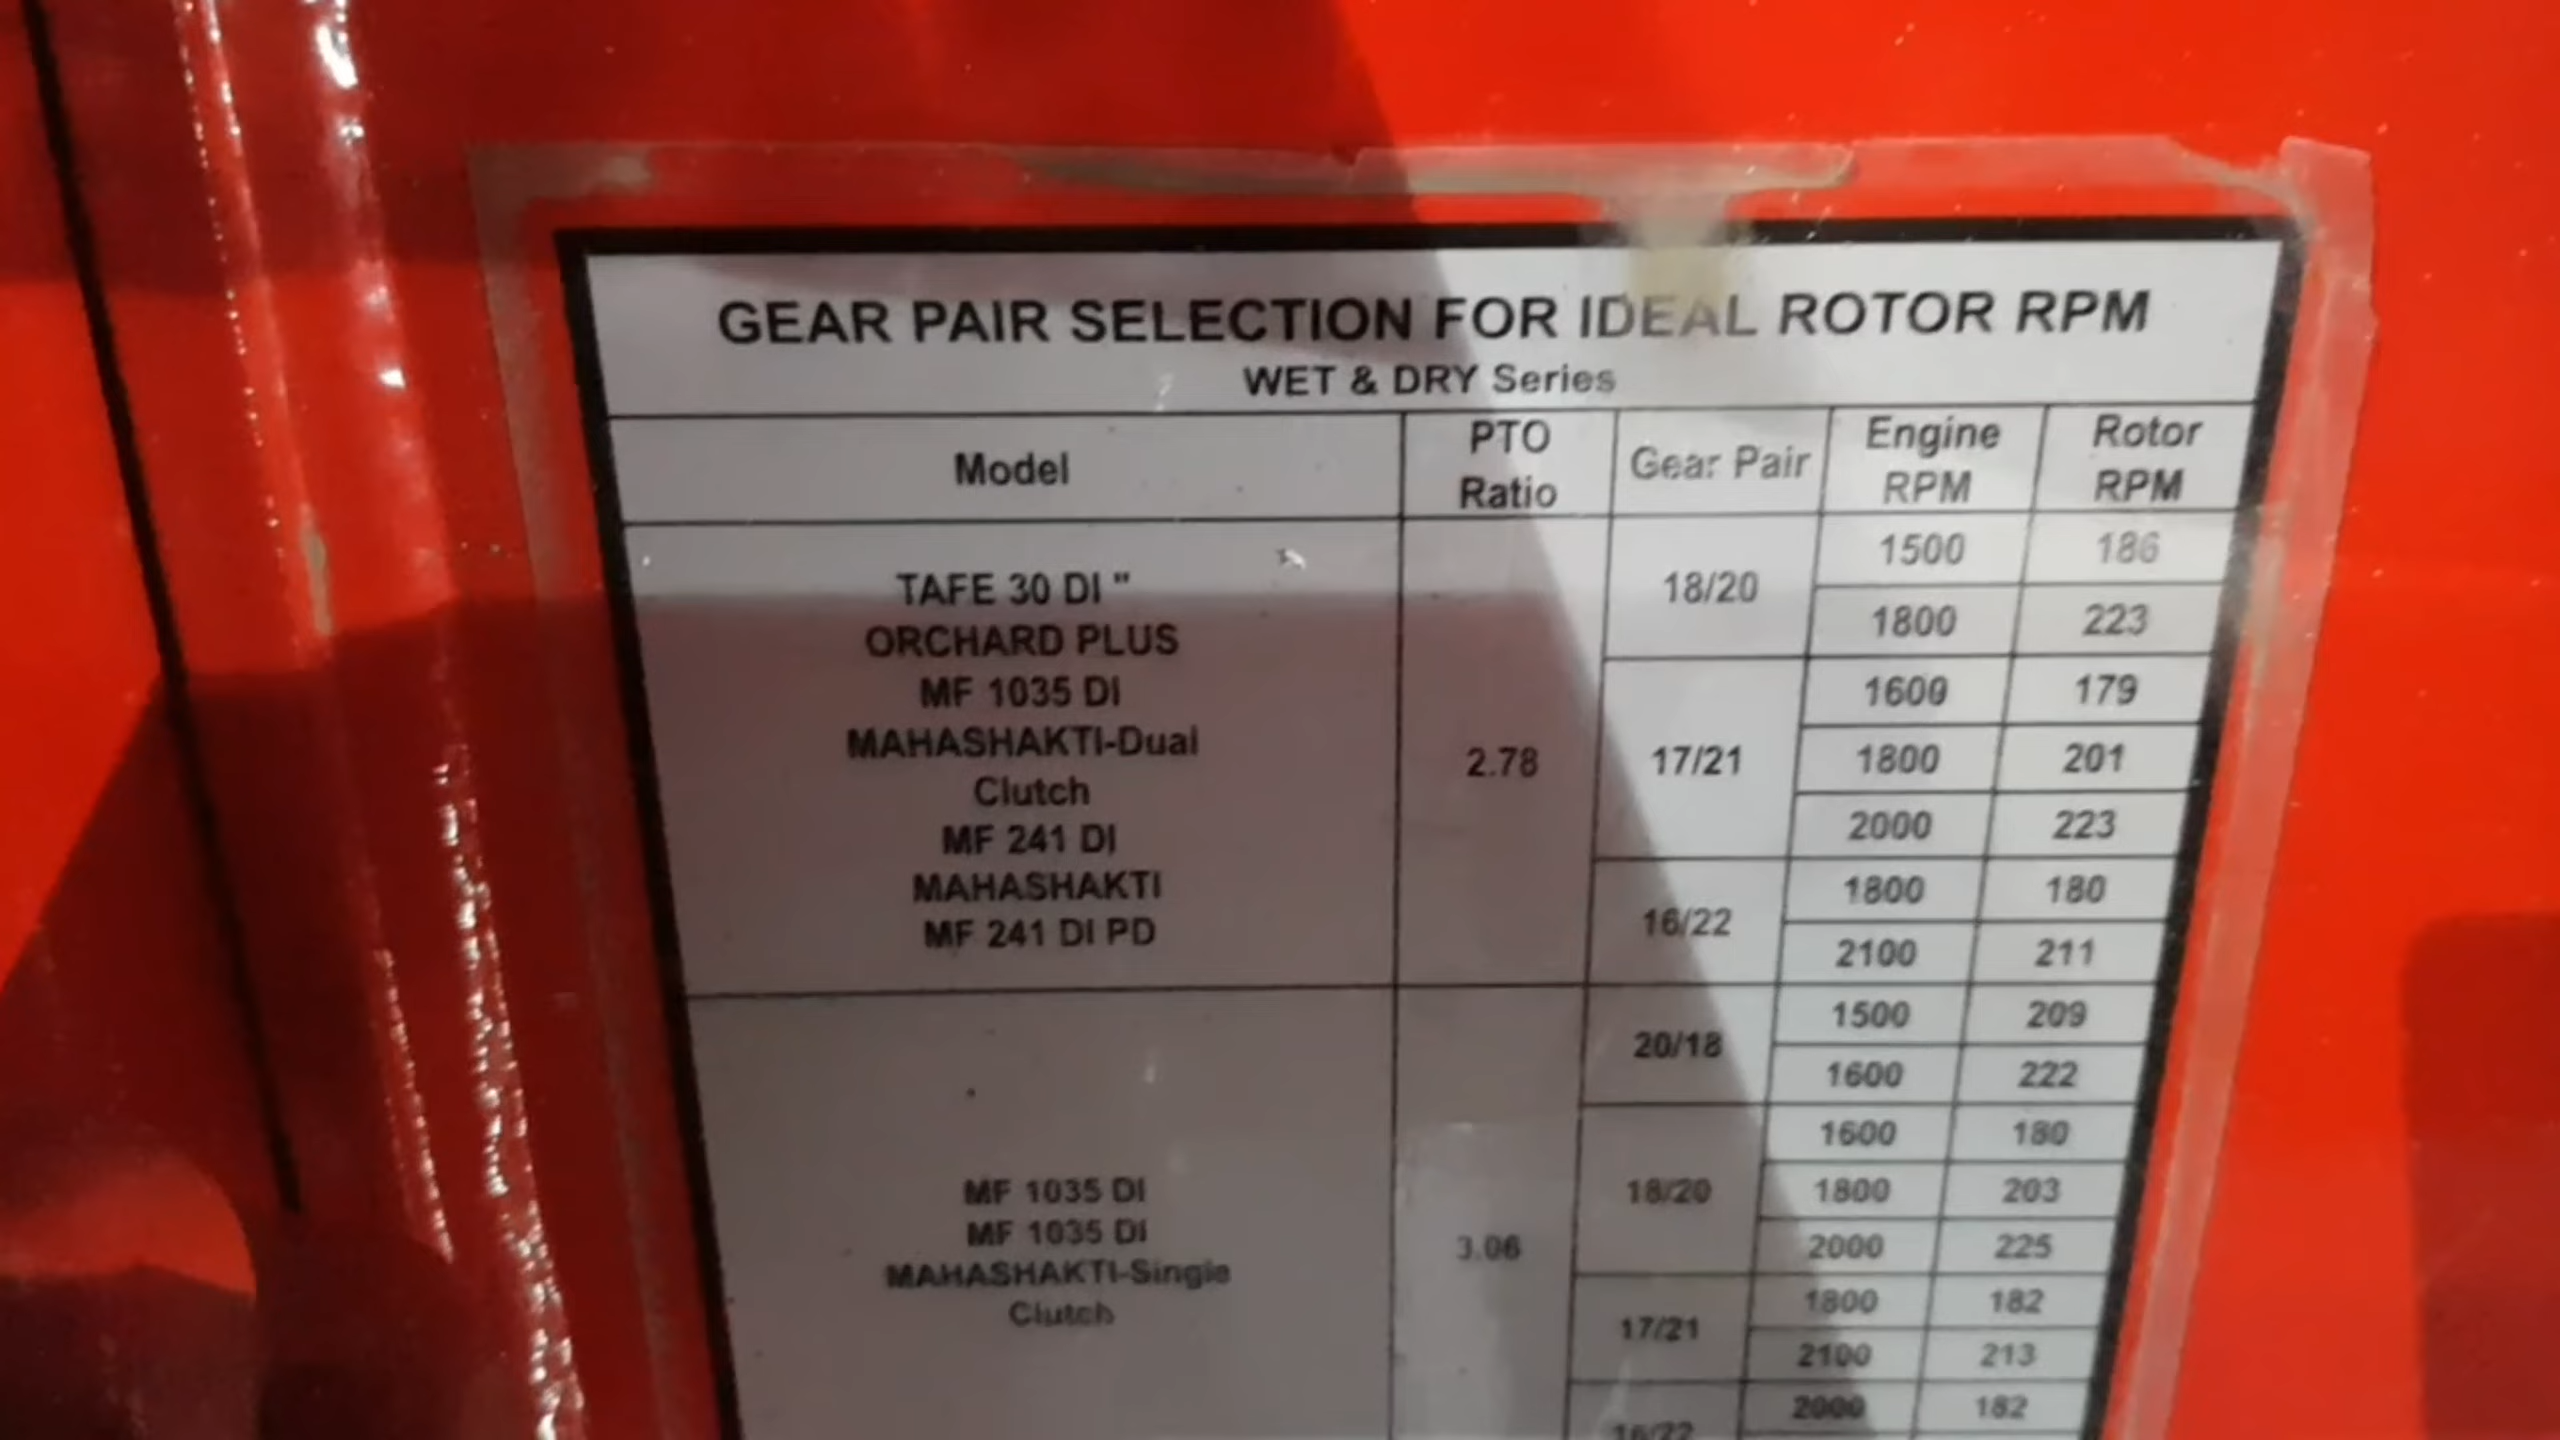 GEAR PAIR SELECTION FOR IDEAL ROTOR RPM
WET & DRY Series
Model PTO Ratio Gear Pair Engine RPM Rotor RPM
TAFE 30 DI "
ORCHARD PLUS
MF 1035 DI
MAHASHAKTI-Dual
Clutch
MF 241 DI
MAHASHAKTI
MF 241 DI PD
2.78
18/20
1500 186
1800 223
17/21
1600 179
1800 201
2000 223
16/22
1800 180
2100 211
MF 1035 DI
MF 1035 DI
MAHASHAKTI-Single
Clutch
3.06
20/18
1500 209
1600 222
18/20
1600 180
1800 203
2000 225
17/21
1800 182
2100 213
16/22
2000 182